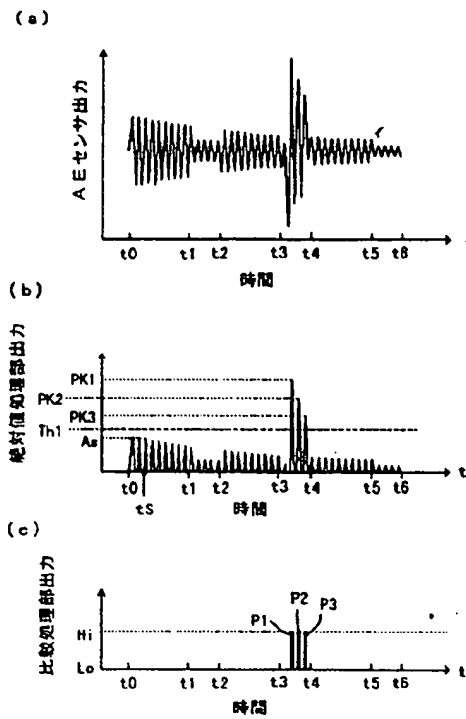 (a)
AEセンサ出力
t0 t1 t2 t3 t4 t5 t6
時間
(b)
絶対値処理部出力
PK1
PK2
PK3
Th1
As
t0 t1 t2 t3 t4 t5 t6 t
tS
時間
(c)
比較処理部出力
P1 P2 P3
Hi
Lo
t0 t1 t2 t3 t4 t5 t6 t
時間